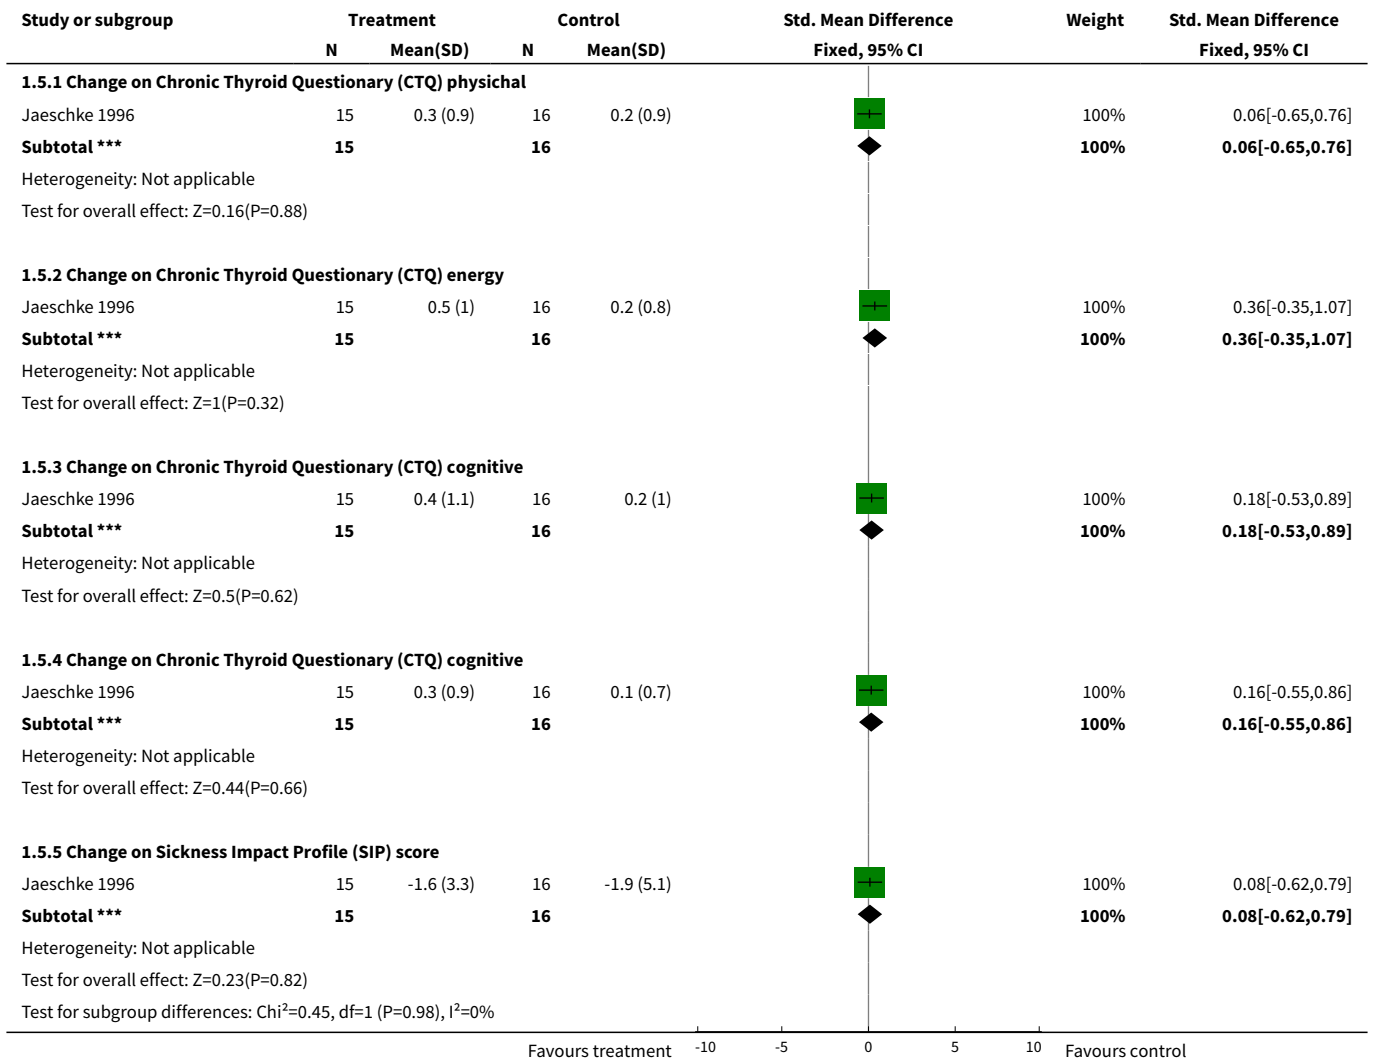 Study or subgroup Treatment Control Std. Mean Difference Weight Std. Mean Difference
N Mean(SD) N Mean(SD) Fixed, 95% CI Fixed, 95% CI
1.5.1 Change on Chronic Thyroid Questionary (CTQ) physichal
Jaeschke 1996 15 0.3 (0.9) 16 0.2 (0.9) 100% 0.06[-0.65,0.76]
Subtotal *** 15 16 100% 0.06[-0.65,0.76]
Heterogeneity: Not applicable
Test for overall effect: Z=0.16(P=0.88)
1.5.2 Change on Chronic Thyroid Questionary (CTQ) energy
Jaeschke 1996 15 0.5 (1) 16 0.2 (0.8) 100% 0.36[-0.35,1.07]
Subtotal *** 15 16 100% 0.36[-0.35,1.07]
Heterogeneity: Not applicable
Test for overall effect: Z=1(P=0.32)
1.5.3 Change on Chronic Thyroid Questionary (CTQ) cognitive
Jaeschke 1996 15 0.4 (1.1) 16 0.2 (1) 100% 0.18[-0.53,0.89]
Subtotal *** 15 16 100% 0.18[-0.53,0.89]
Heterogeneity: Not applicable
Test for overall effect: Z=0.5(P=0.62)
1.5.4 Change on Chronic Thyroid Questionary (CTQ) cognitive
Jaeschke 1996 15 0.3 (0.9) 16 0.1 (0.7) 100% 0.16[-0.55,0.86]
Subtotal *** 15 16 100% 0.16[-0.55,0.86]
Heterogeneity: Not applicable
Test for overall effect: Z=0.44(P=0.66)
1.5.5 Change on Sickness Impact Profile (SIP) score
Jaeschke 1996 15 -1.6 (3.3) 16 -1.9 (5.1) 100% 0.08[-0.62,0.79]
Subtotal *** 15 16 100% 0.08[-0.62,0.79]
Heterogeneity: Not applicable
Test for overall effect: Z=0.23(P=0.82)
Test for subgroup differences: Chi²=0.45, df=1 (P=0.98), I²=0%
Favours treatment -10 -5 0 5 10 Favours control